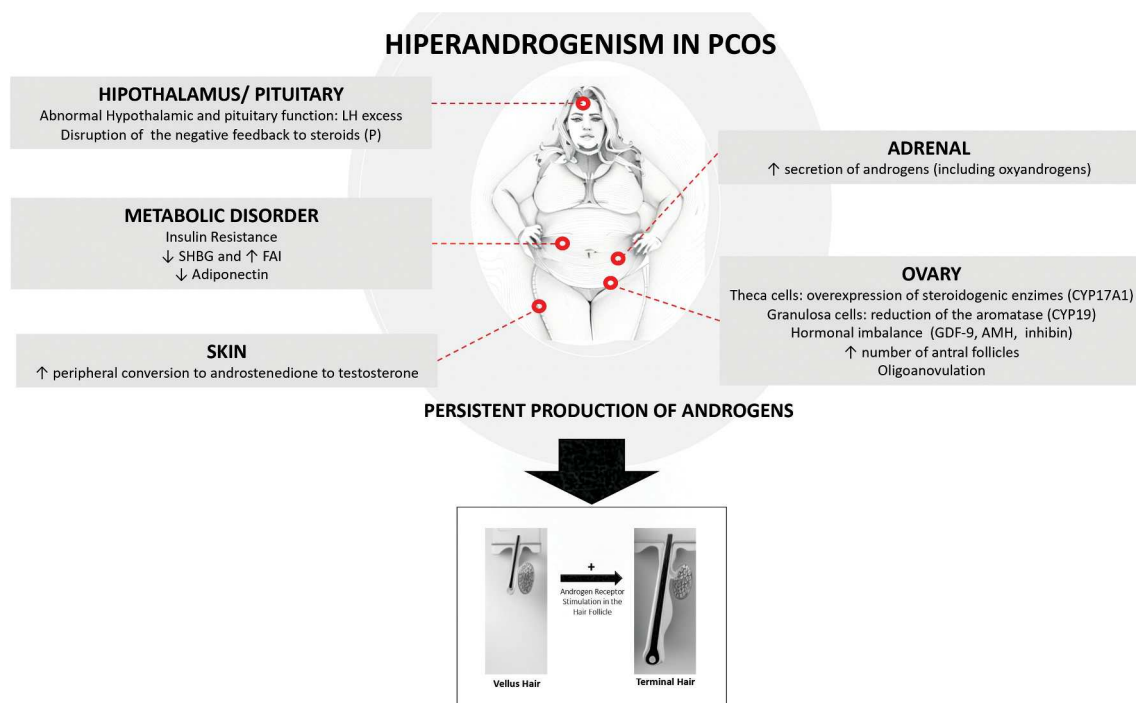 HIPERANDROGENISM IN PCOS
HIPOTHALAMUS/ PITUITARY
Abnormal Hypothalamic and pituitary function: LH excess
Disruption of the negative feedback to steroids (P)
METABOLIC DISORDER
Insulin Resistance
↓ SHBG and ↑ FAI
↓ Adiponectin
SKIN
↑ peripheral conversion to androstenedione to testosterone
ADRENAL
↑ secretion of androgens (including oxyandrogens)
OVARY
Theca cells: overexpression of steroidogenic enzimes (CYP17A1)
Granulosa cells: reduction of the aromatase (CYP19)
Hormonal imbalance (GDF-9, AMH, inhibin)
↑ number of antral follicles
Oligoanovulation
PERSISTENT PRODUCTION OF ANDROGENS
+
Androgen Receptor
Stimulation in the
Hair Follicle
Vellus Hair
Terminal Hair